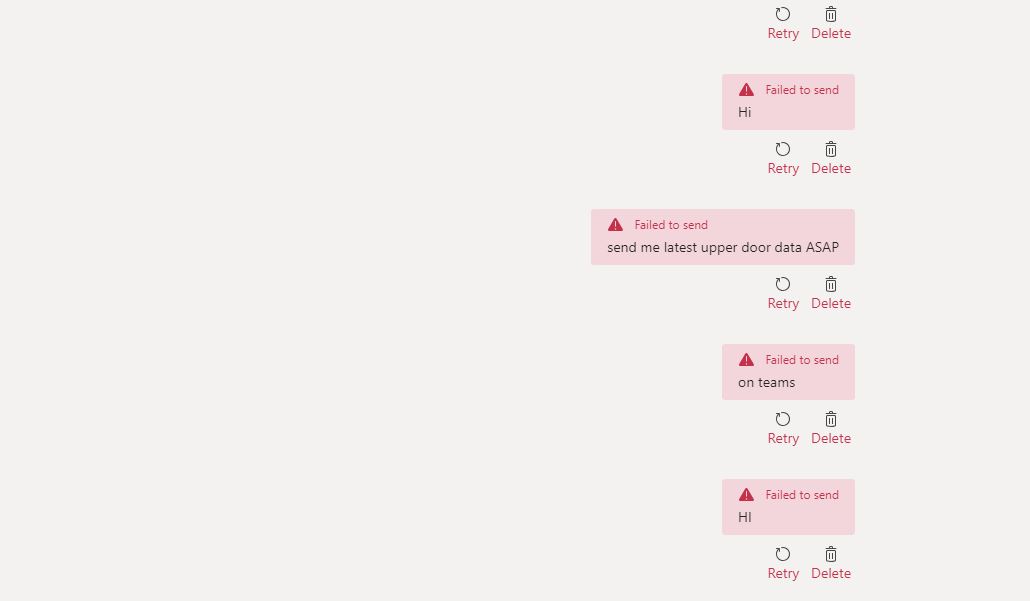 Retry Delete
Failed to send
Hi
Retry Delete
Failed to send
send me latest upper door data ASAP
Retry Delete
Failed to send
on teams
Retry Delete
Failed to send
HI
Retry Delete